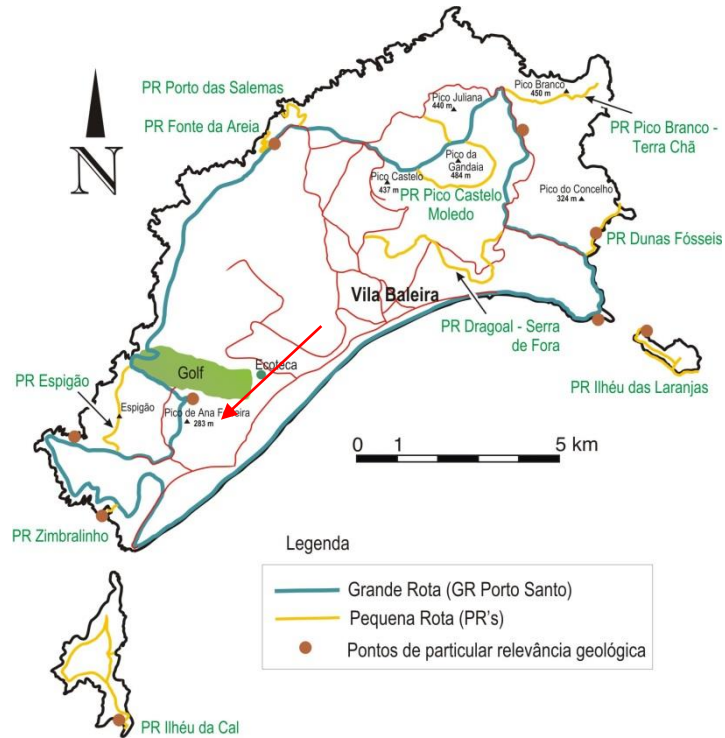 PR Porto das Salemas
PR Fonte da Areia
Pico Juliana
440 m
Pico Branco
450 m
PR Pico Branco -
Terra Chã
Pico da
Gandaia
484 m
Pico Castelo
437 m
PR Pico Castelo
Moledo
Pico do Concelho
324 m
PR Dunas Fósseis
N
Vila Baleira
PR Dragoal - Serra
de Fora
PR Ilhéu das Laranjas
Golf
Ecoteca
PR Espigão
Espigão
Pico de Ana Ferreira
283 m
0 1 5 km
PR Zimbralinho
Legenda
Grande Rota (GR Porto Santo)
Pequena Rota (PR's)
Pontos de particular relevância geológica
PR Ilhéu da Cal